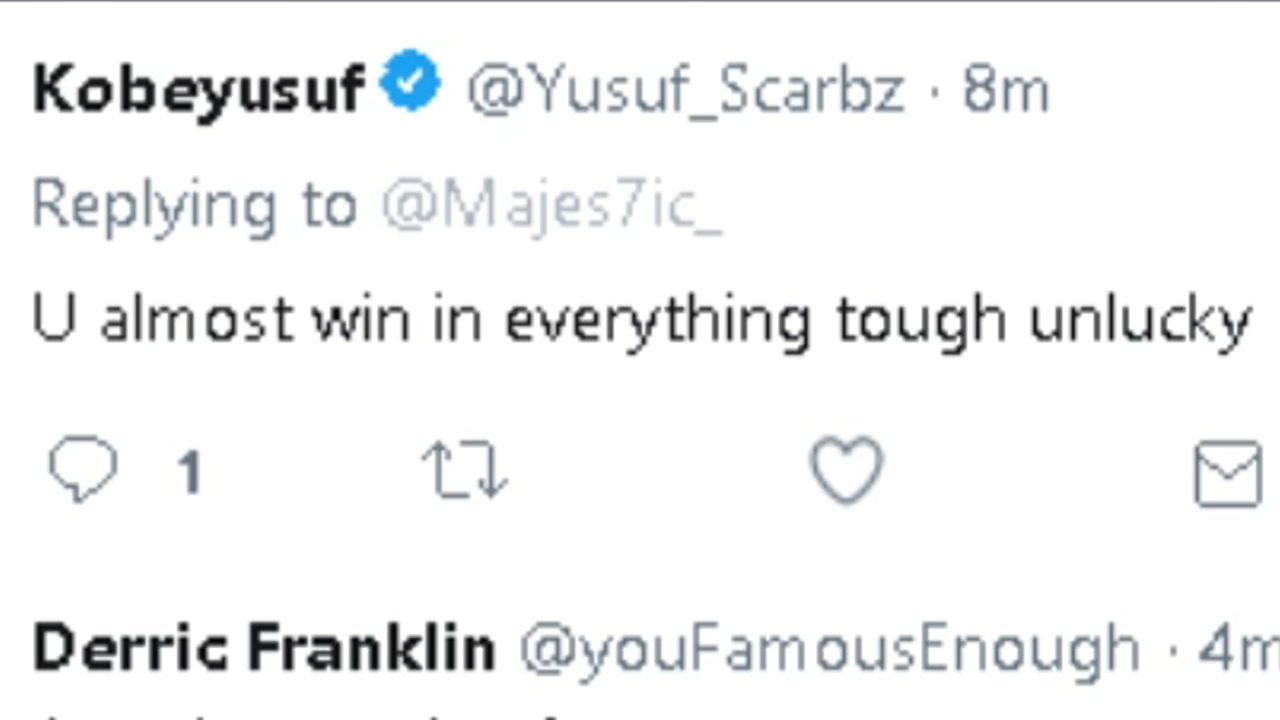 Kobeyusuf @Yusuf_Scarbz · 8m
Replying to @Majes7ic_
U almost win in everything tough unlucky
1
Derric Franklin @youFamousEnough · 4m